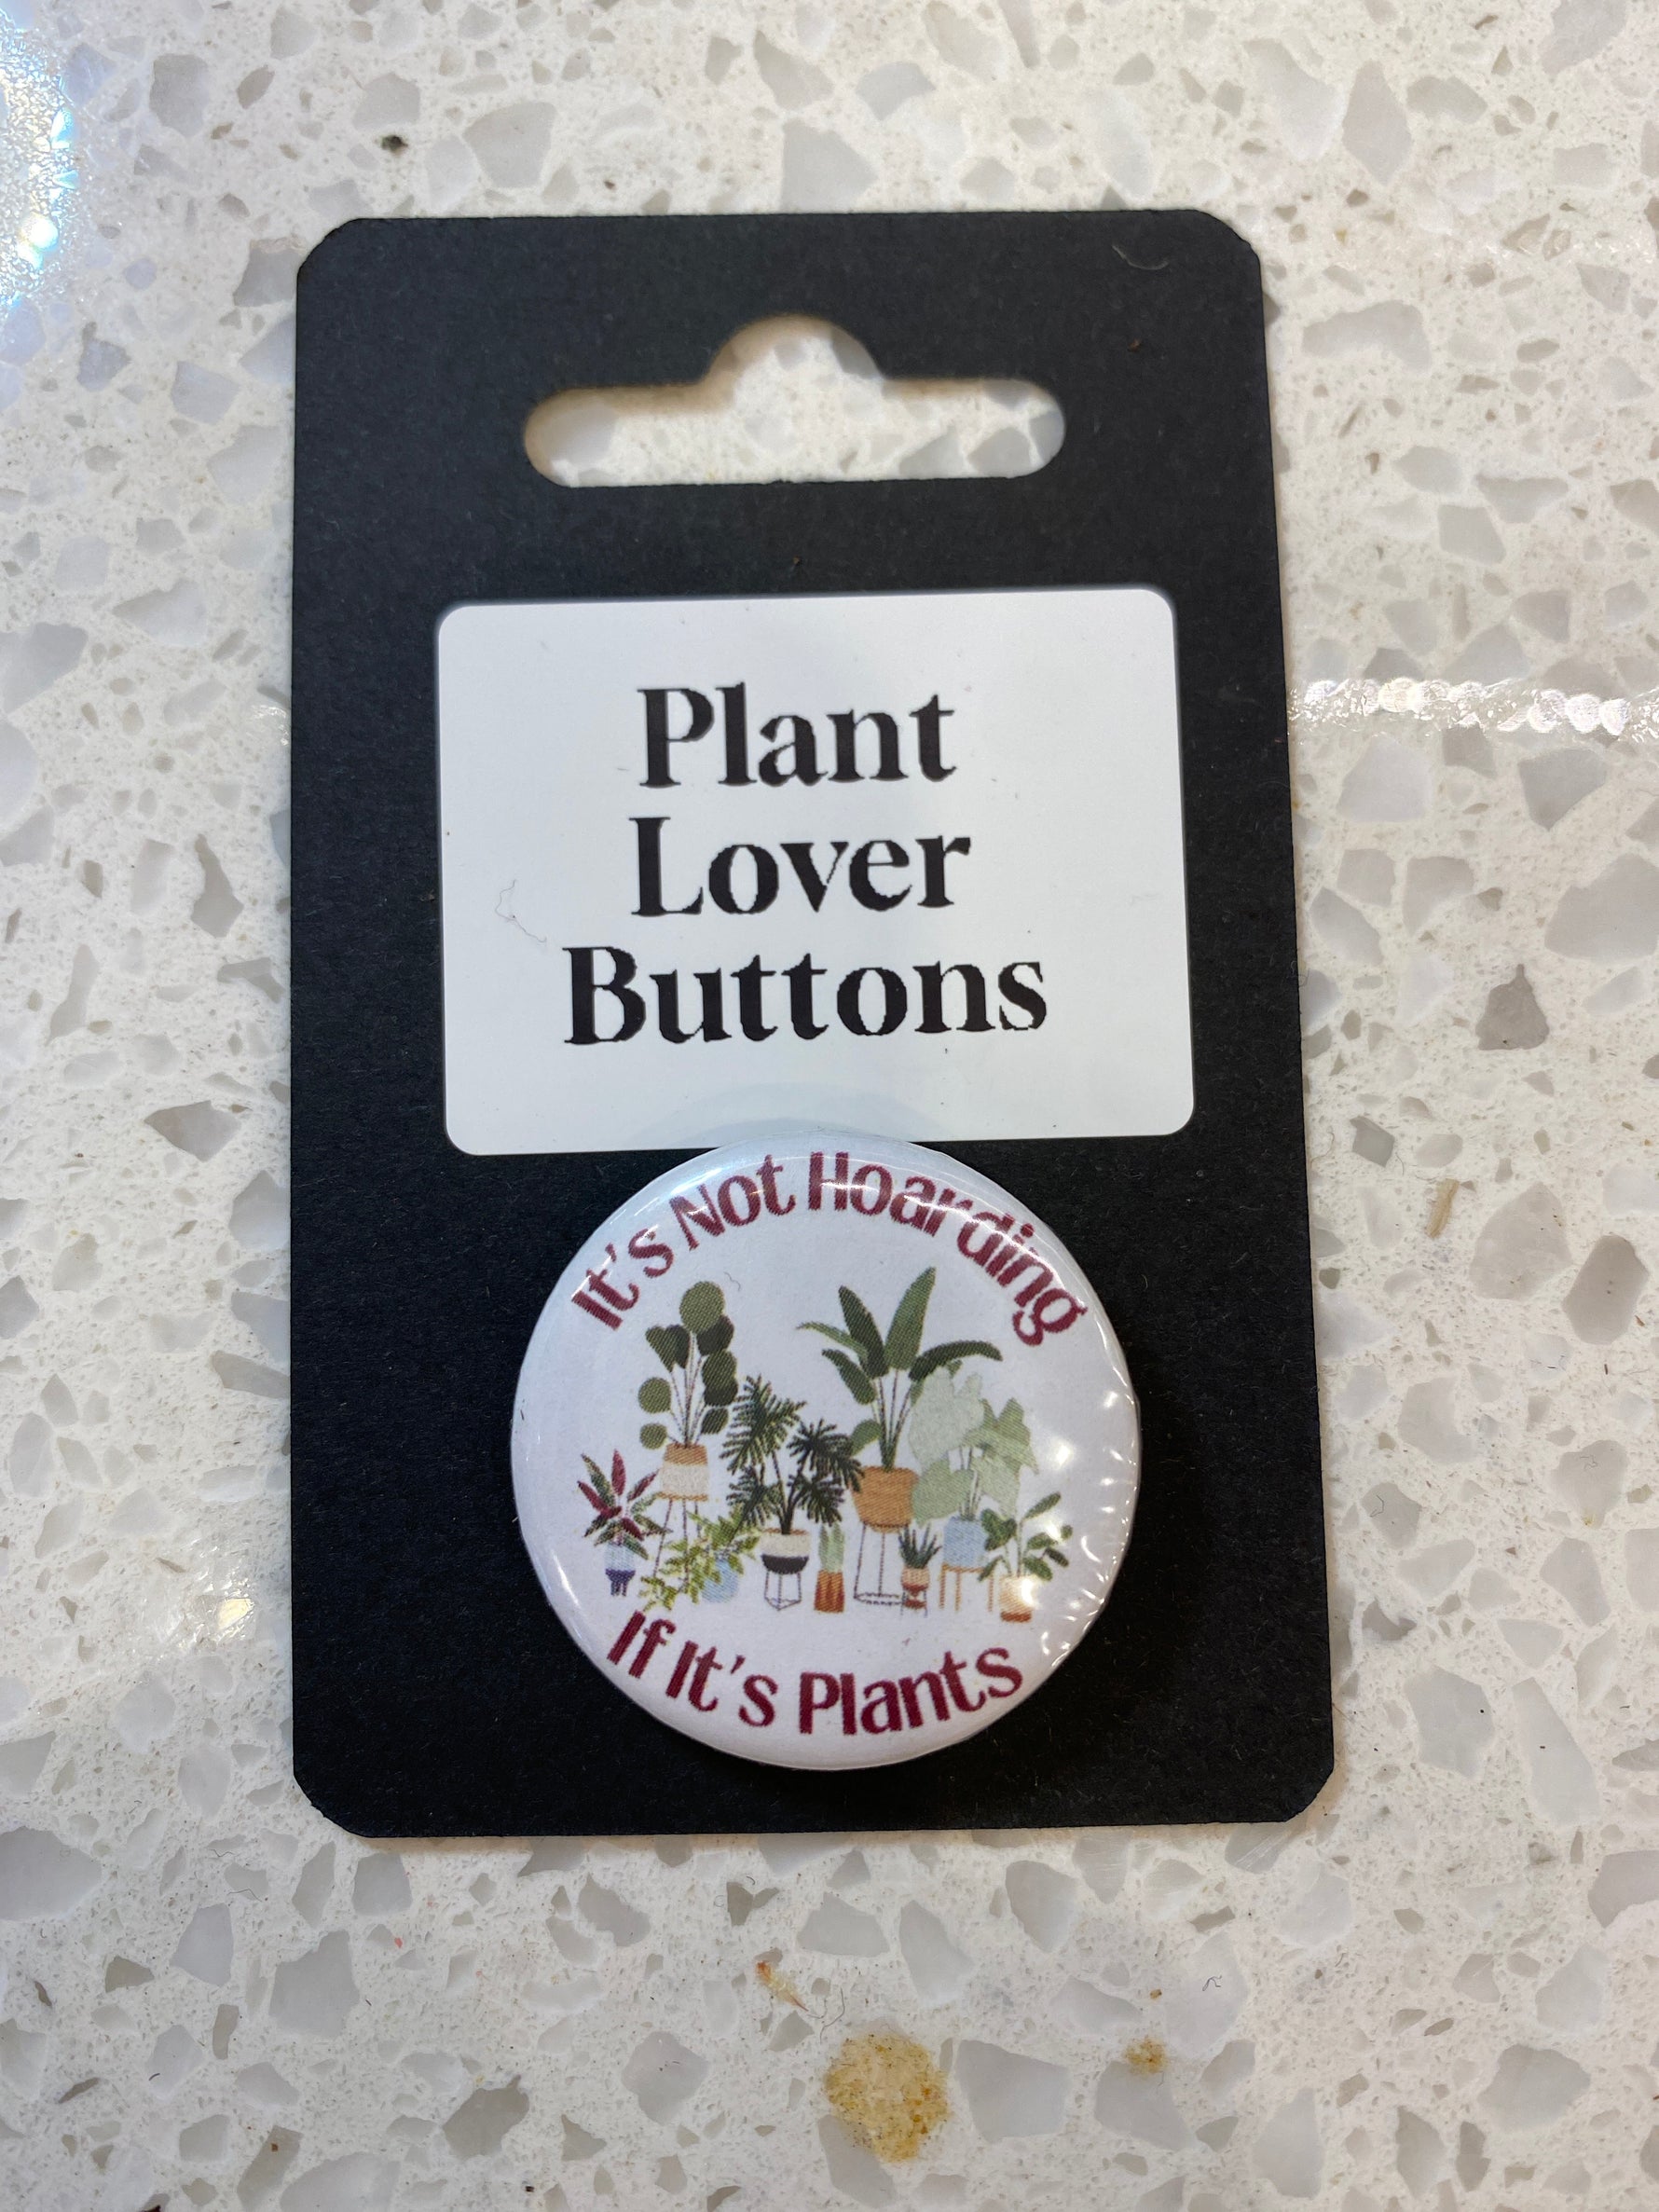 Plant
Lover
Buttons
It's Not Hoarding
If It's Plants